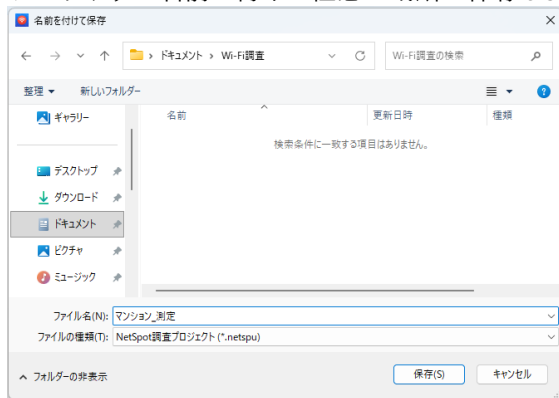 名前を付けて保存
ドキュメント › Wi-Fi調査
Wi-Fi調査の検索
整理 新しいフォルダー
ギャラリー
名前 更新日時 種類
検索条件に一致する項目はありません。
デスクトップ
ダウンロード
ドキュメント
ピクチャ
ミュージック
ファイル名(N): マンション_測定
ファイルの種類(T): NetSpot調査プロジェクト (*.netspu)
フォルダーの非表示
保存(S) キャンセル